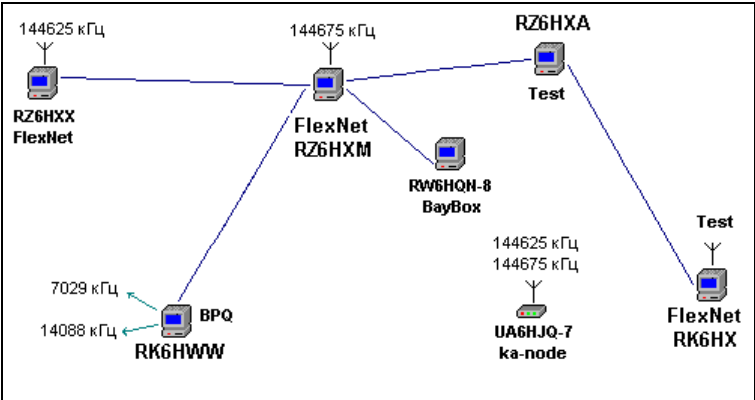 144625 кГц
144675 кГц
RZ6HXA
Test
RZ6HXX
FlexNet
FlexNet
RZ6HXM
RW6HQN-8
BayBox
144625 кГц
144675 кГц
Test
7029 кГц
14088 кГц
BPQ
RK6HWW
UA6HJQ-7
ka-node
FlexNet
RK6HX